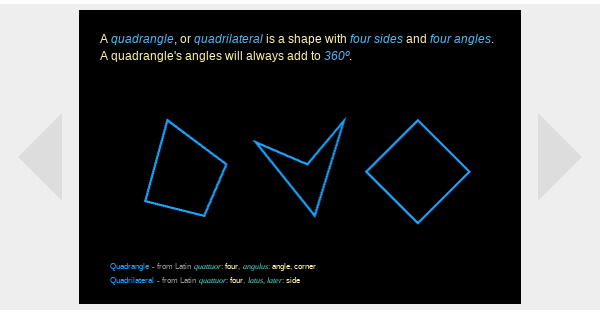 A quadrangle, or quadrilateral is a shape with four sides and four angles.
A quadrangle's angles will always add to 360º.
Quadrangle - from Latin quattuor: four, angulus: angle, corner
Quadrilateral - from Latin quattuor: four, latus, later: side